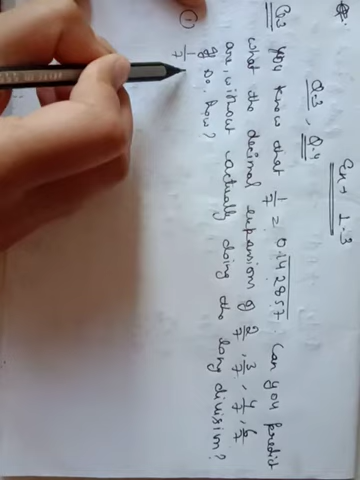 Ex-1.3
Q.3, Q.4
Q.3 you know that 1/7 = 0.142857. Can you predict
what the decimal expansions of 2/7, 3/7, 4/7, 6/7
are, without actually doing the long division?
If so, how?
① 1/7